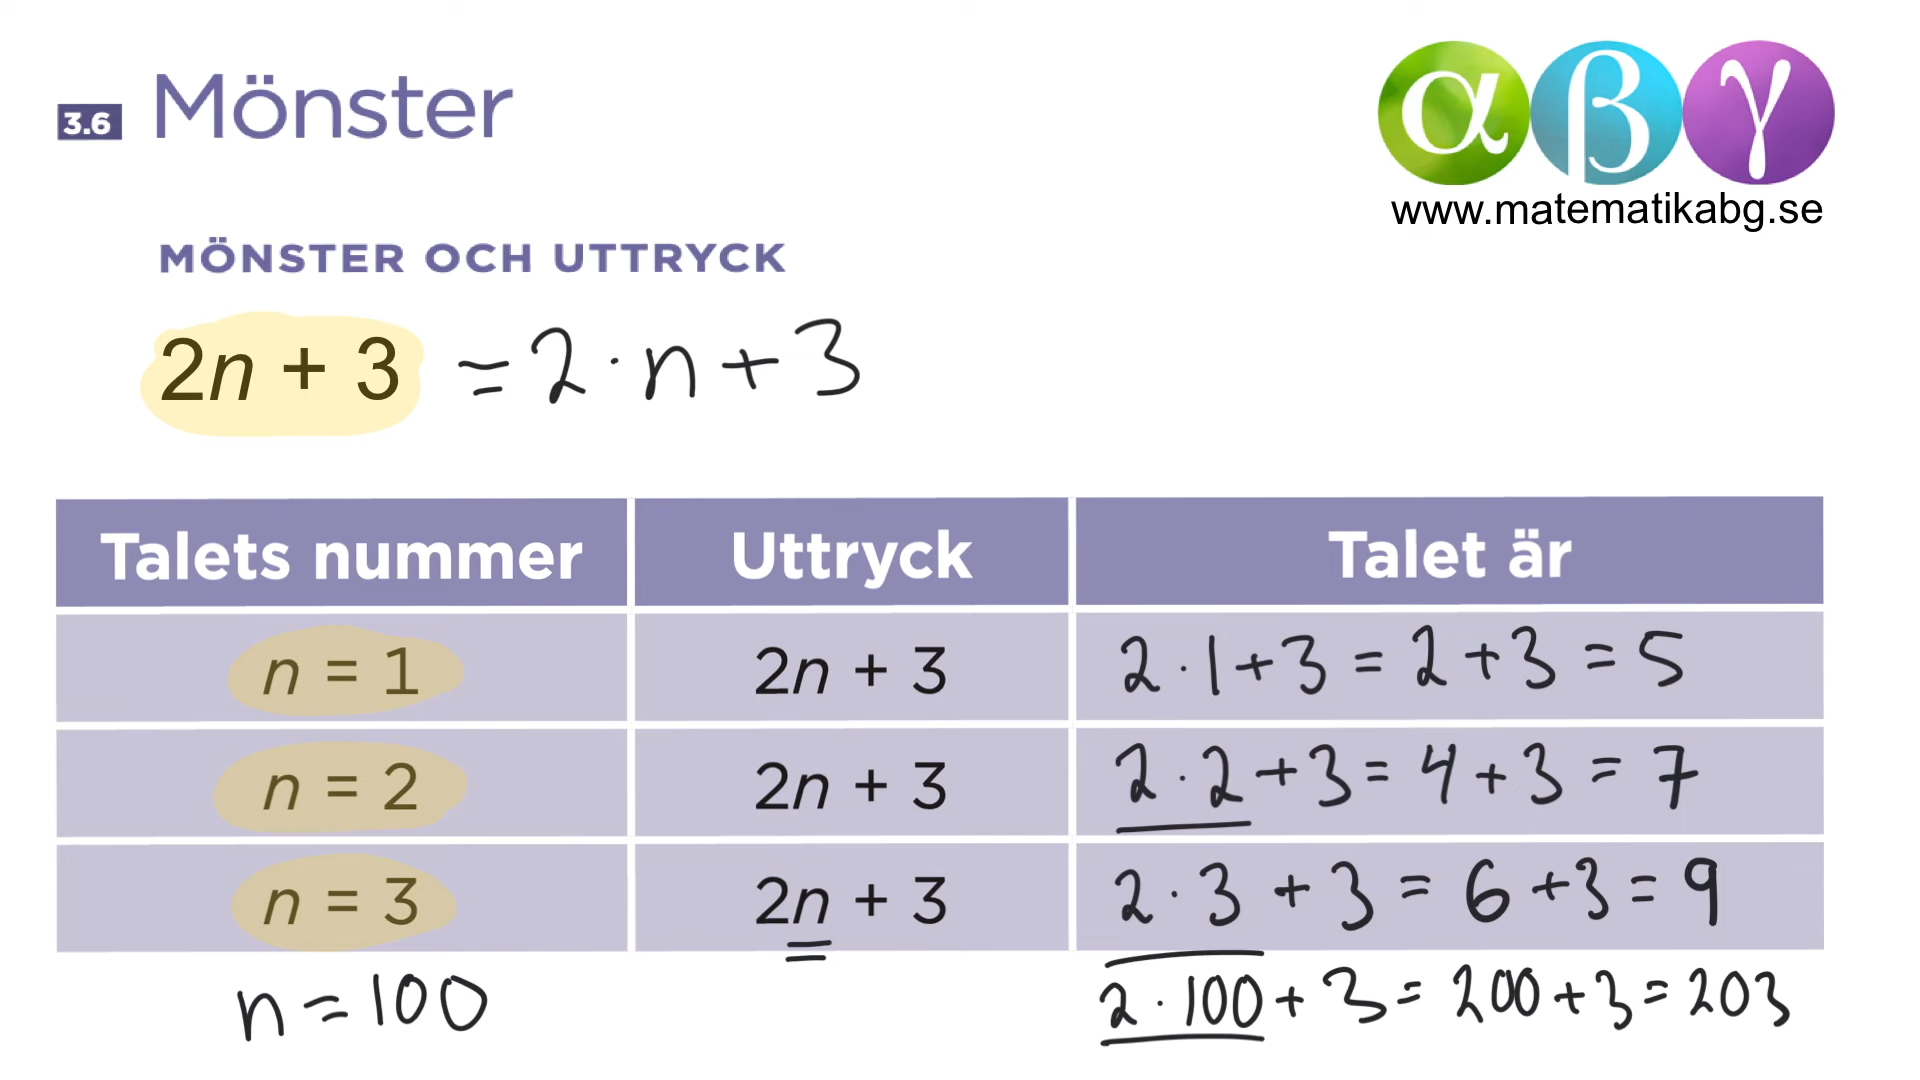 3.6 Mönster
α β γ
www.matematikabg.se
MÖNSTER OCH UTTRYCK
2n + 3 = 2 · n + 3
Talets nummer Uttryck Talet är
n = 1 2n + 3 2 · 1 + 3 = 2 + 3 = 5
n = 2 2n + 3 2 · 2 + 3 = 4 + 3 = 7
n = 3 2n + 3 2 · 3 + 3 = 6 + 3 = 9
n = 100 2 · 100 + 3 = 200 + 3 = 203